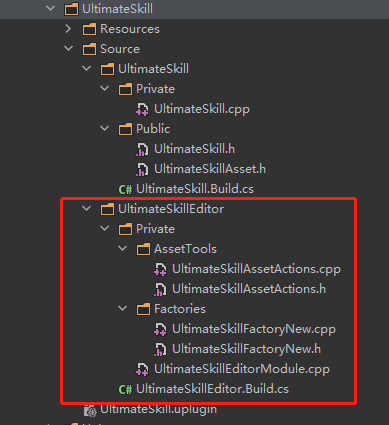 UltimateSkill
Resources
Source
UltimateSkill
Private
UltimateSkill.cpp
Public
UltimateSkill.h
UltimateSkillAsset.h
C# UltimateSkill.Build.cs
UltimateSkillEditor
Private
AssetTools
UltimateSkillAssetActions.cpp
UltimateSkillAssetActions.h
Factories
UltimateSkillFactoryNew.cpp
UltimateSkillFactoryNew.h
UltimateSkillEditorModule.cpp
C# UltimateSkillEditor.Build.cs
UltimateSkill.uplugin